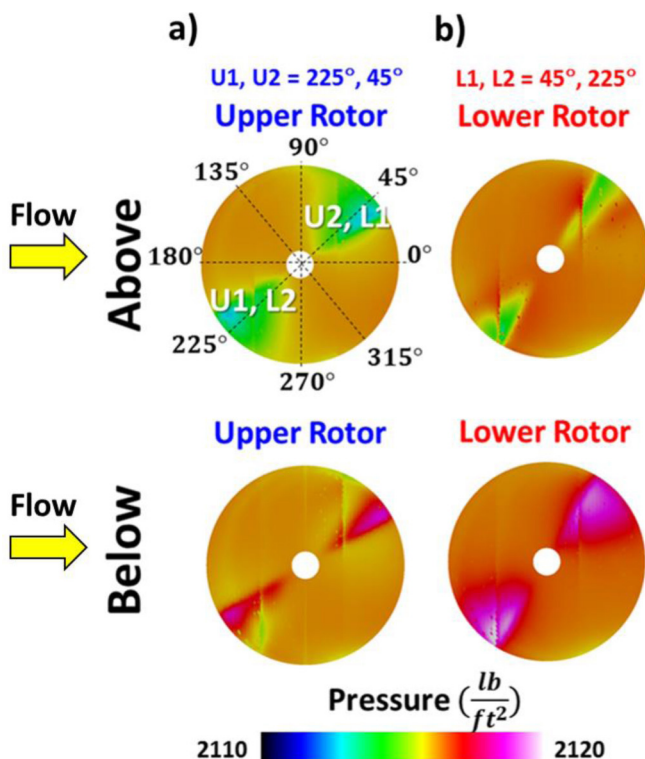 a)
b)
U1, U2 = 225°, 45°
L1, L2 = 45°, 225°
Upper Rotor
Lower Rotor
90°
135°
45°
Flow
Above
U2, L1
180°
0°
U1, L2
225°
315°
270°
Upper Rotor
Lower Rotor
Flow
Below
Pressure (lb/ft²)
2110
2120